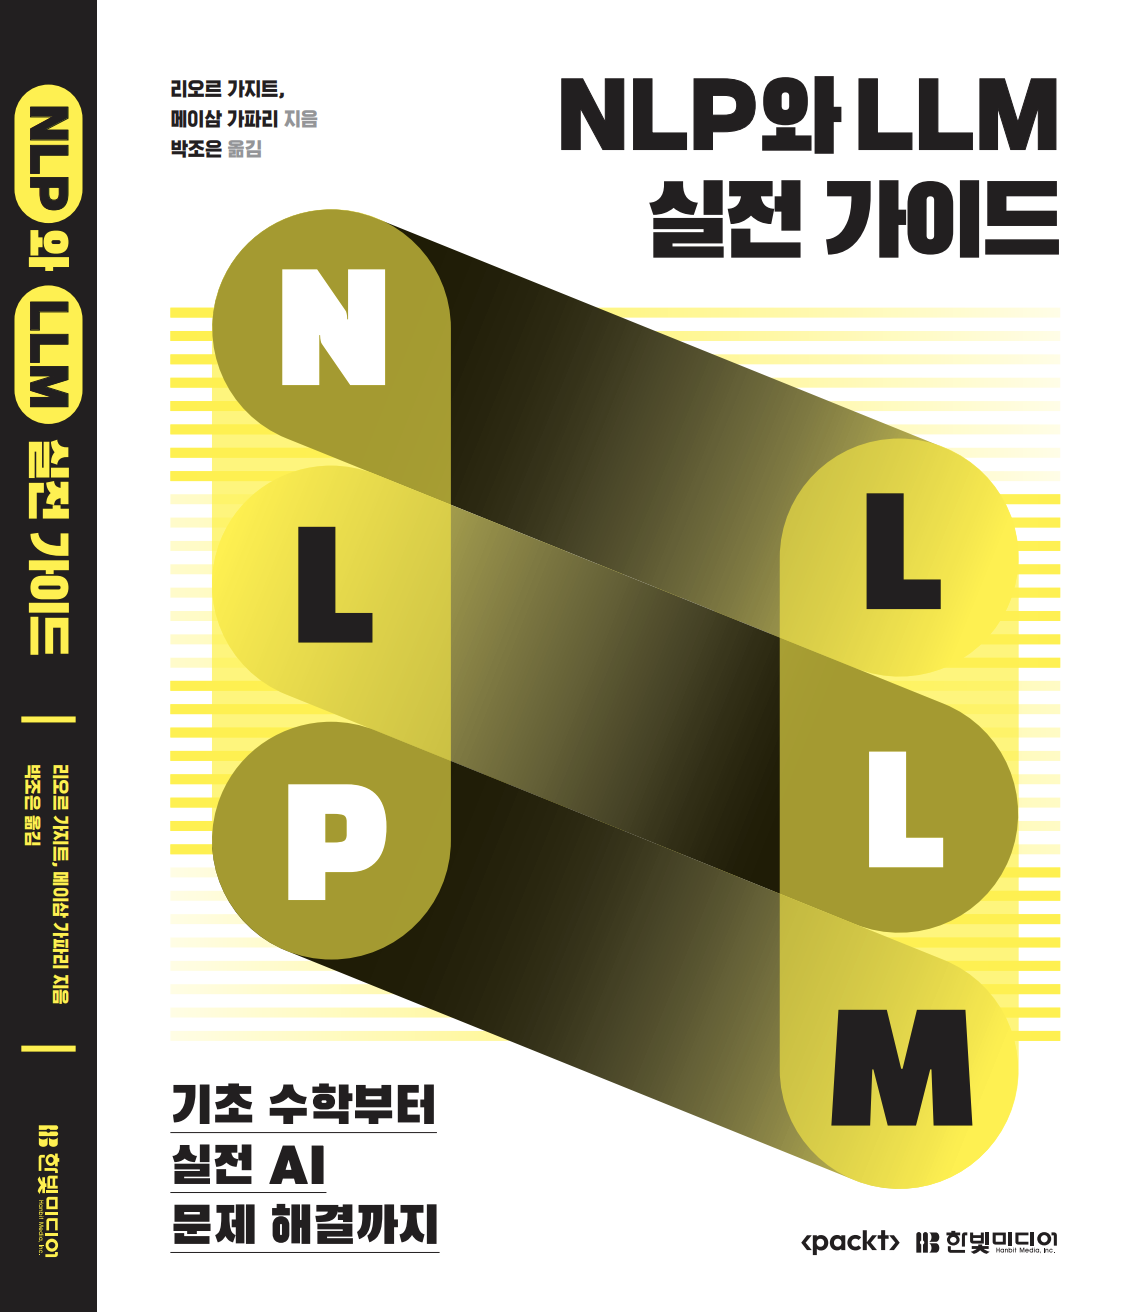 NLP와 LLM 실전 가이드
리오르 가지트, 메이삼 가파리 지음
박조은 옮김
한빛미디어
Hanbit Media, Inc.
리오르 가지트,
메이삼 가파리 지음
박조은 옮김
NLP와 LLM
실전 가이드
N
L
P
L
L
M
기초 수학부터
실전 AI
문제 해결까지
<packt> 한빛미디어
Hanbit Media, Inc.